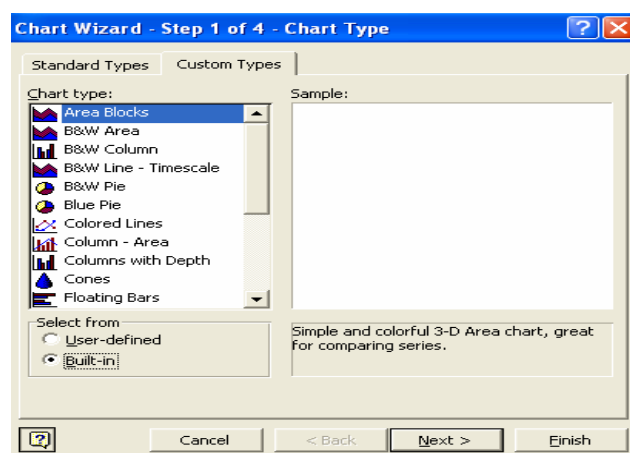 Chart Wizard - Step 1 of 4 - Chart Type
Standard Types
Custom Types
Chart type:
Area Blocks
B&W Area
B&W Column
B&W Line - Timescale
B&W Pie
Blue Pie
Colored Lines
Column - Area
Columns with Depth
Cones
Floating Bars
Sample:
Select from
User-defined
Built-in
Simple and colorful 3-D Area chart, great
for comparing series.
Cancel
< Back
Next >
Finish